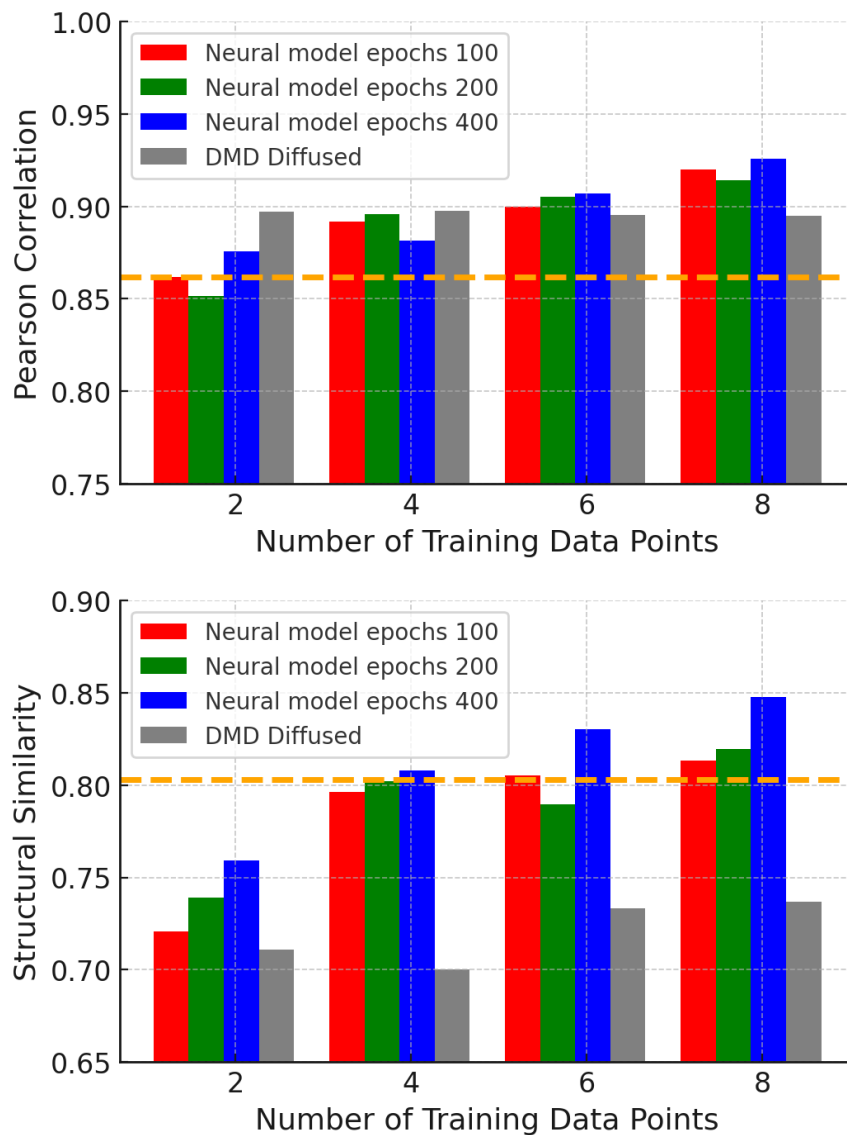 1.00
0.95
0.90
0.85
0.80
0.75
Pearson Correlation
Neural model epochs 100
Neural model epochs 200
Neural model epochs 400
DMD Diffused
2 4 6 8
Number of Training Data Points
0.90
0.85
0.80
0.75
0.70
0.65
Structural Similarity
Neural model epochs 100
Neural model epochs 200
Neural model epochs 400
DMD Diffused
2 4 6 8
Number of Training Data Points